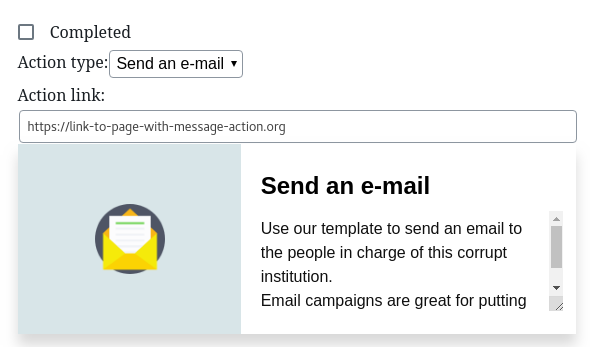 Completed
Action type: Send an e-mail
Action link:
https://link-to-page-with-message-action.org
Send an e-mail
Use our template to send an email to
the people in charge of this corrupt
institution.
Email campaigns are great for putting